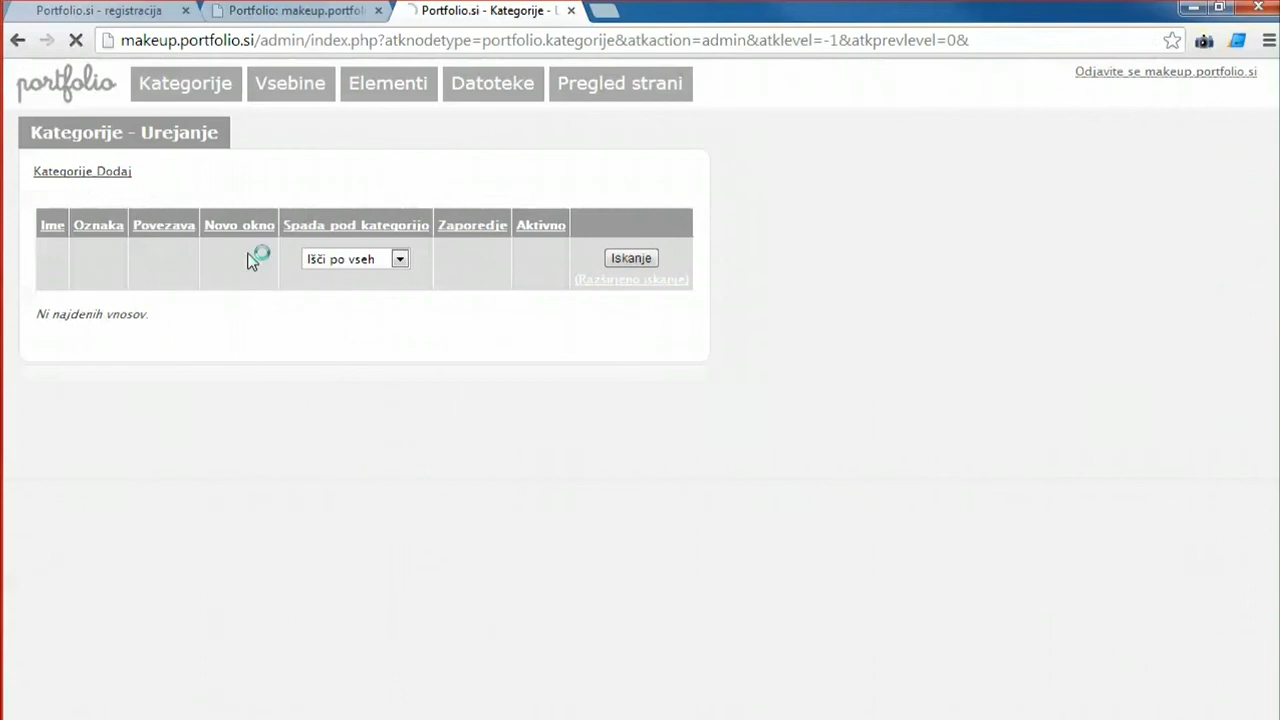 Portfolio.si - registracija
Portfolio: makeup.portfol
Portfolio.si - Kategorije - U
makeup.portfolio.si/admin/index.php?atknodetype=portfolio.kategorije&atkaction=admin&atklevel=-1&atkprevlevel=0&
portfolio
Kategorije
Vsebine
Elementi
Datoteke
Pregled strani
Odjavite se makeup.portfolio.si
Kategorije - Urejanje
Kategorije Dodaj
Ime Oznaka Povezava Novo okno Spada pod kategorijo Zaporedje Aktivno
Išči po vseh
Iskanje
(Razširjeno iskanje)
Ni najdenih vnosov.